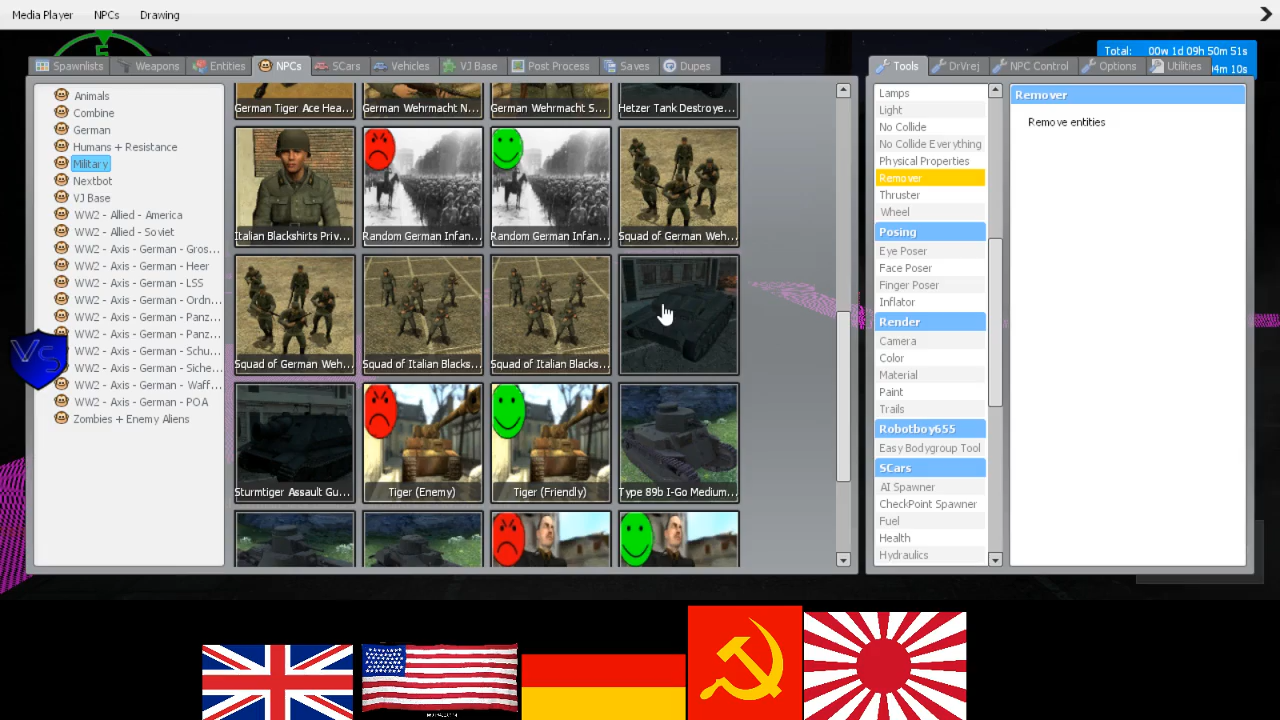 Media Player NPCs Drawing
S
Total: 00w 1d 09h 50m 51s
4m 10s
Spawnlists Weapons Entities NPCs SCars Vehicles VJ Base Post Process Saves Dupes
Tools DrVrej NPC Control Options Utilities
Animals
Combine
German
Humans + Resistance
Military
Nextbot
VJ Base
WW2 - Allied - America
WW2 - Allied - Soviet
WW2 - Axis - German - Gros...
WW2 - Axis - German - Heer
WW2 - Axis - German - LSS
WW2 - Axis - German - Ordn...
WW2 - Axis - German - Panz...
WW2 - Axis - German - Panz...
WW2 - Axis - German - Schu...
WW2 - Axis - German - Siche...
WW2 - Axis - German - Waff...
WW2 - Axis - German - POA
Zombies + Enemy Aliens
VS
German Tiger Ace Hea... German Wehrmacht N... German Wehrmacht S... Hetzer Tank Destroye...
Italian Blackshirts Priv... Random German Infan... Random German Infan... Squad of German Weh...
Squad of German Weh... Squad of Italian Blacks... Squad of Italian Blacks...
Sturmtiger Assault Gu... Tiger (Enemy) Tiger (Friendly) Type 89b I-Go Medium...
Lamps
Light
No Collide
No Collide Everything
Physical Properties
Remover
Thruster
Wheel
Posing
Eye Poser
Face Poser
Finger Poser
Inflator
Render
Camera
Color
Material
Paint
Trails
Robotboy655
Easy Bodygroup Tool
SCars
AI Spawner
CheckPoint Spawner
Fuel
Health
Hydraulics
Remover
Remove entities